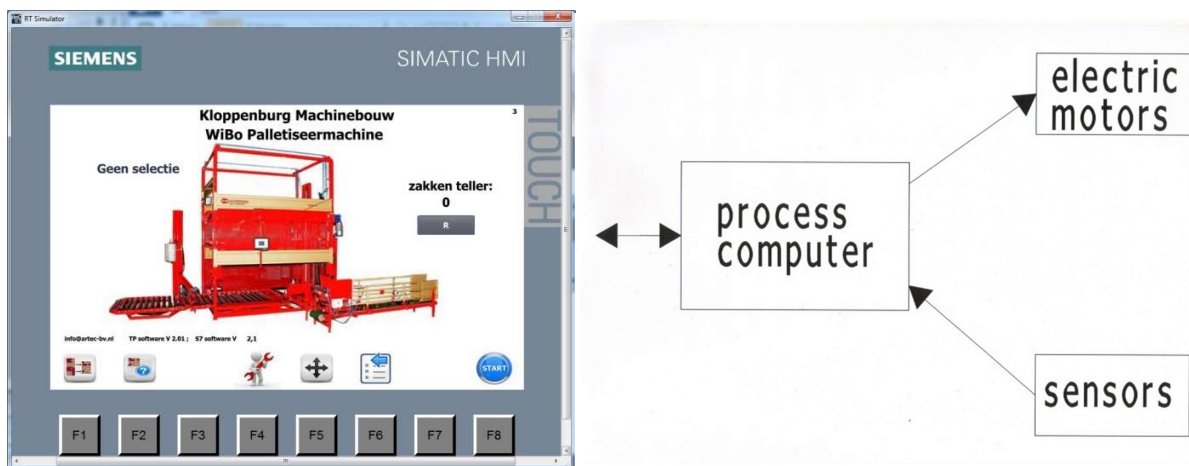 RT Simulator
SIEMENS
SIMATIC HMI
TOUCH
Kloppenburg Machinebouw
WiBo Palletiseermachine
3
Geen selectie
zakken teller:
0
R
info@artec-bv.nl TP software V 2.01 ; S7 software V 2,1
START
F1 F2 F3 F4 F5 F6 F7 F8
electric
motors
process
computer
sensors